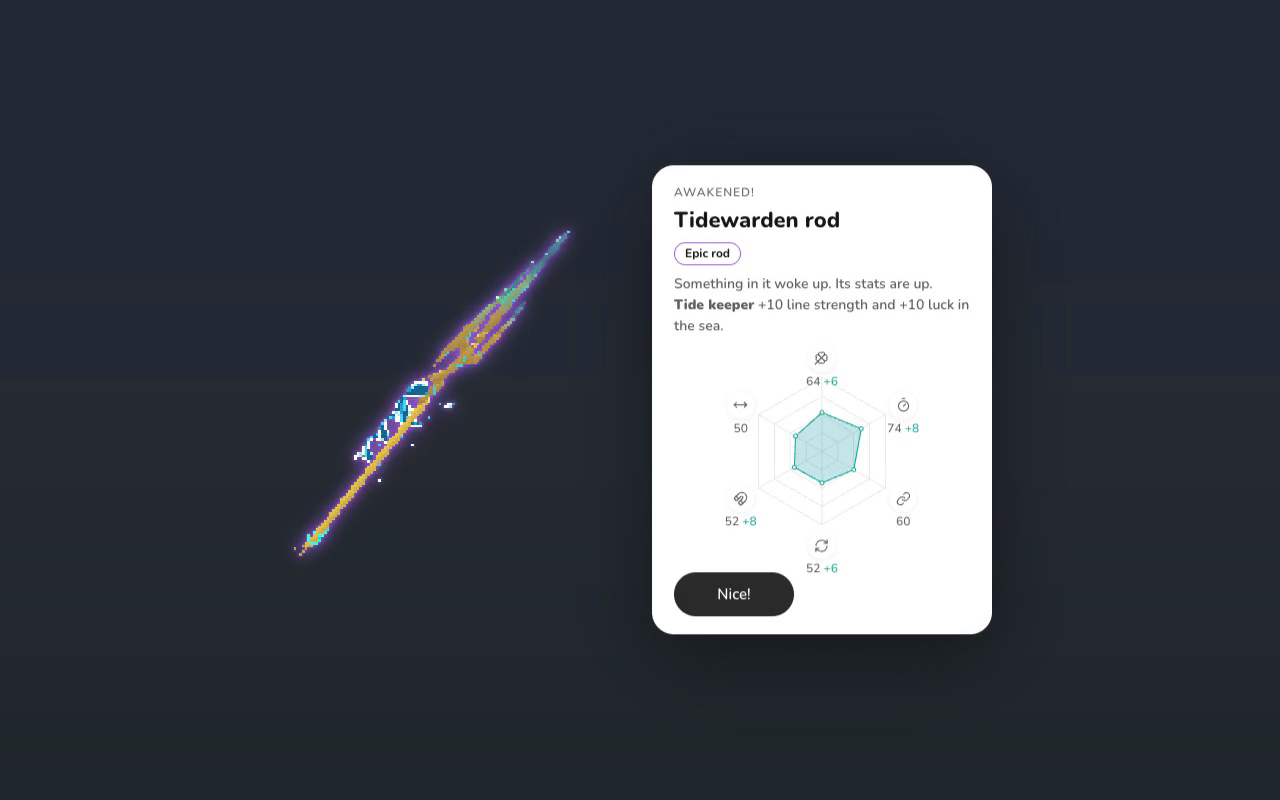 AWAKENED!
Tidewarden rod
Epic rod
Something in it woke up. Its stats are up.
Tide keeper +10 line strength and +10 luck in
the sea.
64 +6
50
74 +8
52 +8
60
52 +6
Nice!